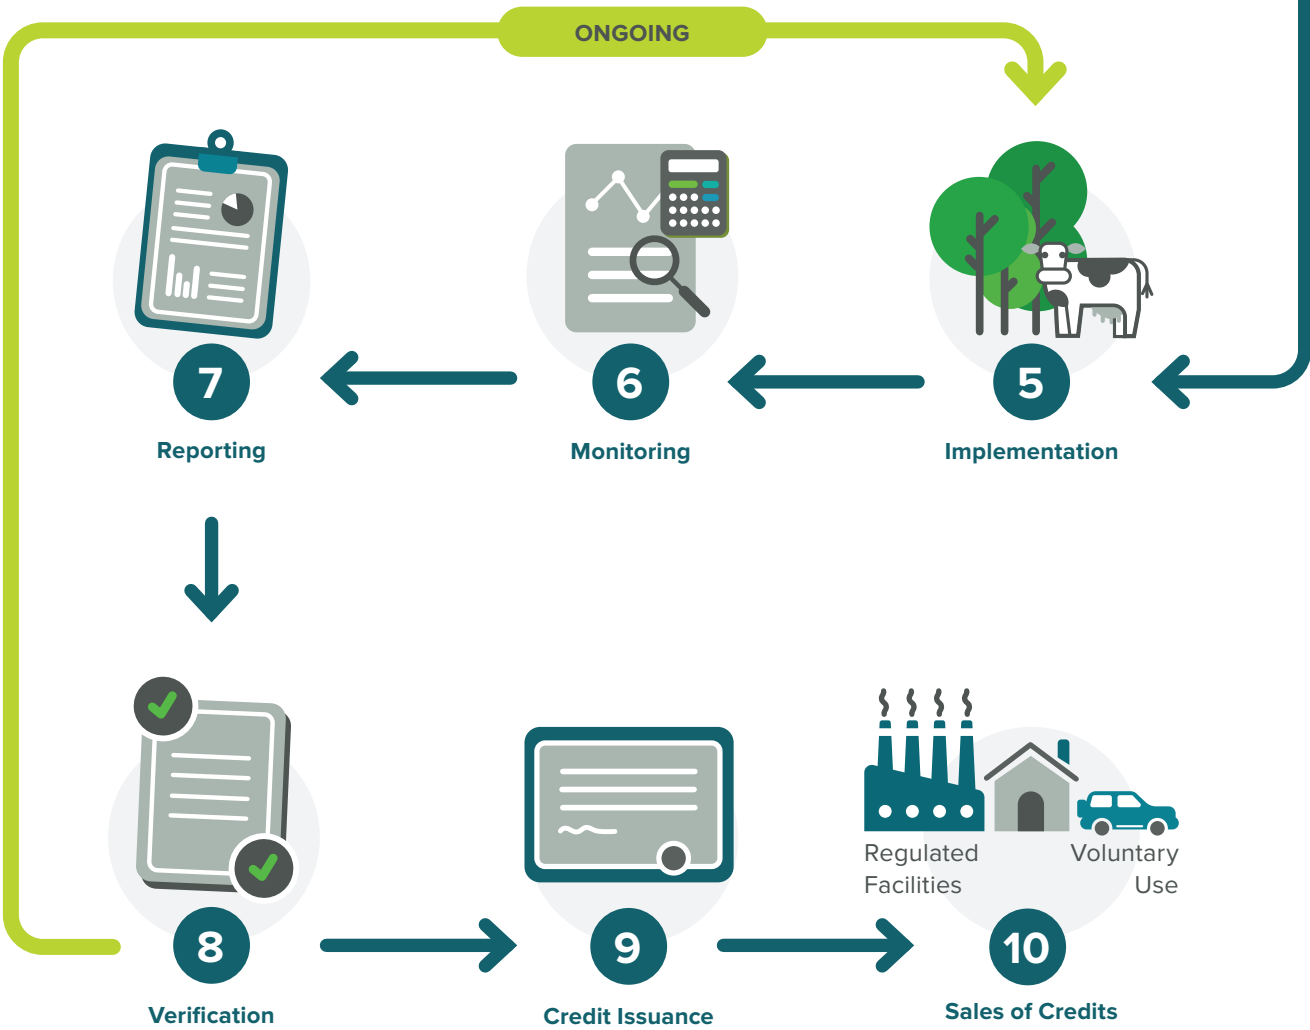 ONGOING
7
Reporting
6
Monitoring
5
Implementation
8
Verification
9
Credit Issuance
Regulated
Facilities
Voluntary
Use
10
Sales of Credits